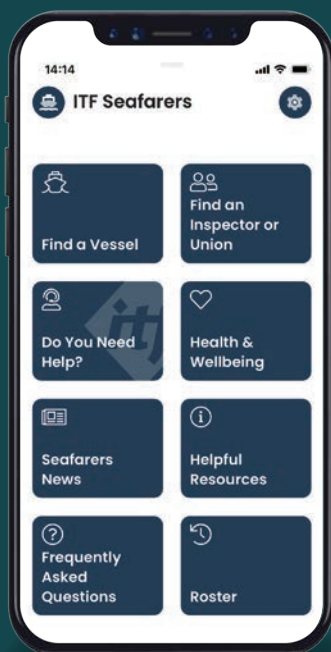 14:14
ITF Seafarers
Find a Vessel
Find an
Inspector or
Union
Do You Need
Help?
Health &
Wellbeing
Seafarers
News
Helpful
Resources
Frequently
Asked
Questions
Roster
itf